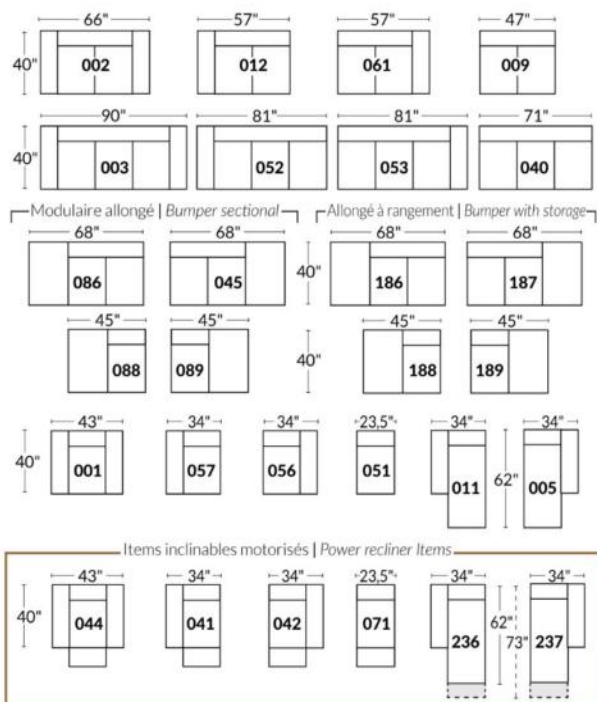 66" 57" 57" 47"
40" 002 012 061 009
90" 81" 81" 71"
40" 003 052 053 040
Modulaire allongé | Bumper sectional Allongé à rangement | Bumper with storage
68" 68" 68" 68"
086 045 40" 186 187
45" 45" 45" 45"
088 089 40" 188 189
43" 34" 34" 23,5" 34" 34"
40" 001 057 056 051 011 62" 005
Items inclinables motorisés | Power recliner Items
43" 34" 34" 23,5" 34" 34"
40" 044 041 042 071 236 62" 73" 237